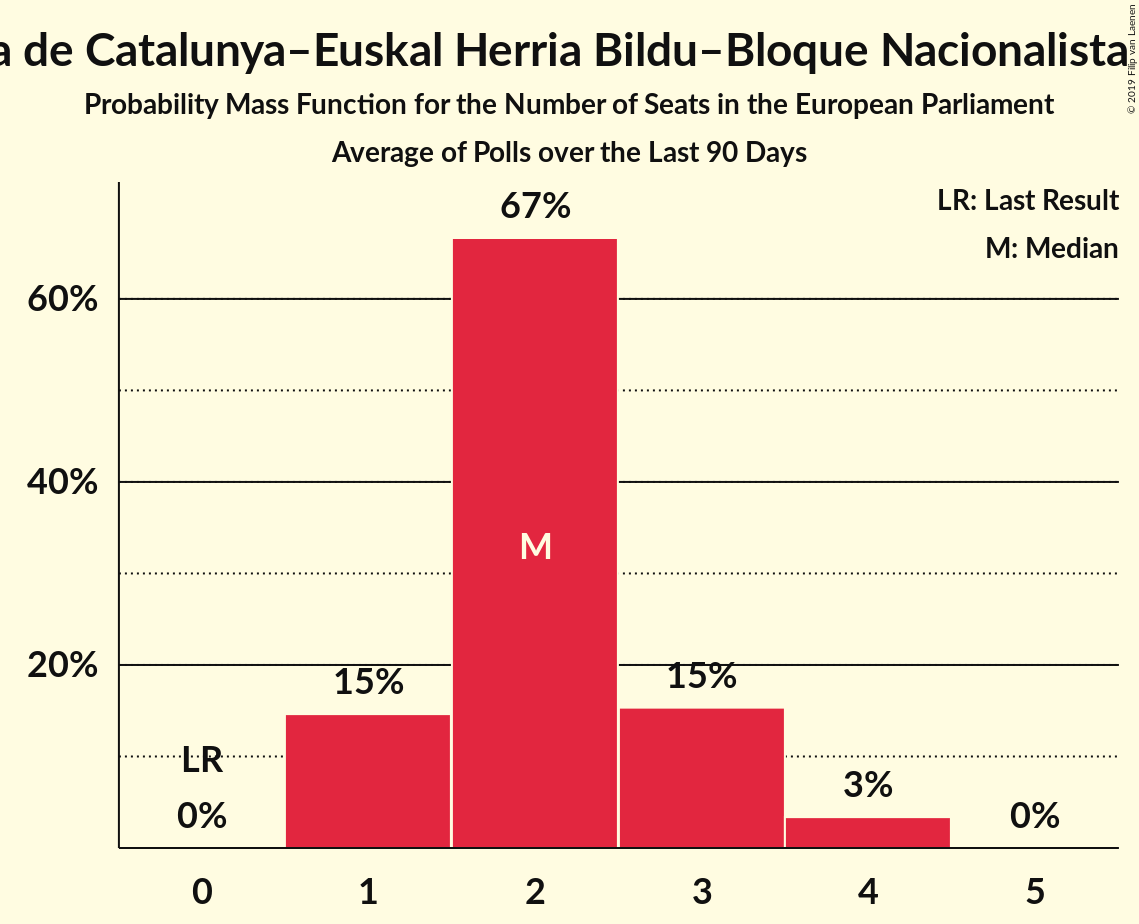 a de Catalunya–Euskal Herria Bildu–Bloque Nacionalista
Probability Mass Function for the Number of Seats in the European Parliament
Average of Polls over the Last 90 Days
© 2019 Filip van Laenen
LR: Last Result
M: Median
67%
60%
40%
M
20%
15%
15%
LR
0%
3%
0%
0 1 2 3 4 5